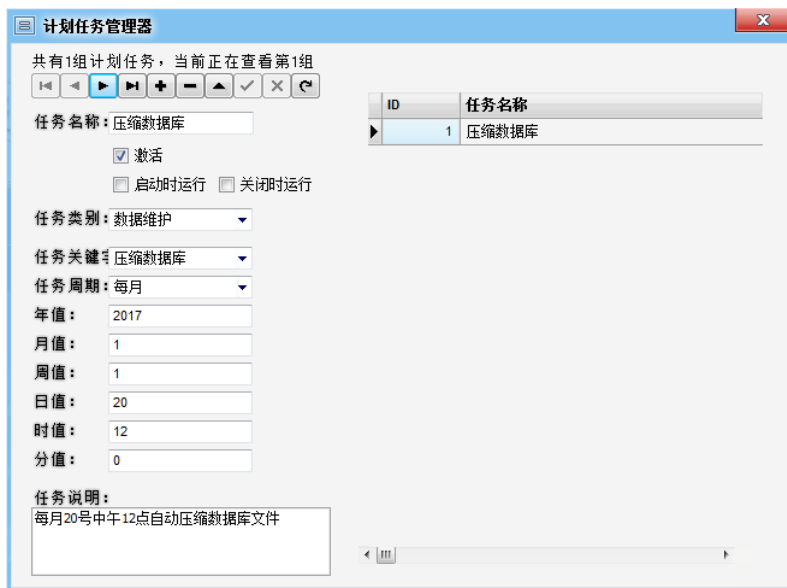 计划任务管理器
共有1组计划任务，当前正在查看第1组
任务名称：压缩数据库
激活
启动时运行 关闭时运行
任务类别：数据维护
任务关键字 压缩数据库
任务周期：每月
年值： 2017
月值： 1
周值： 1
日值： 20
时值： 12
分值： 0
任务说明：
每月20号中午12点自动压缩数据库文件
ID 任务名称
1 压缩数据库